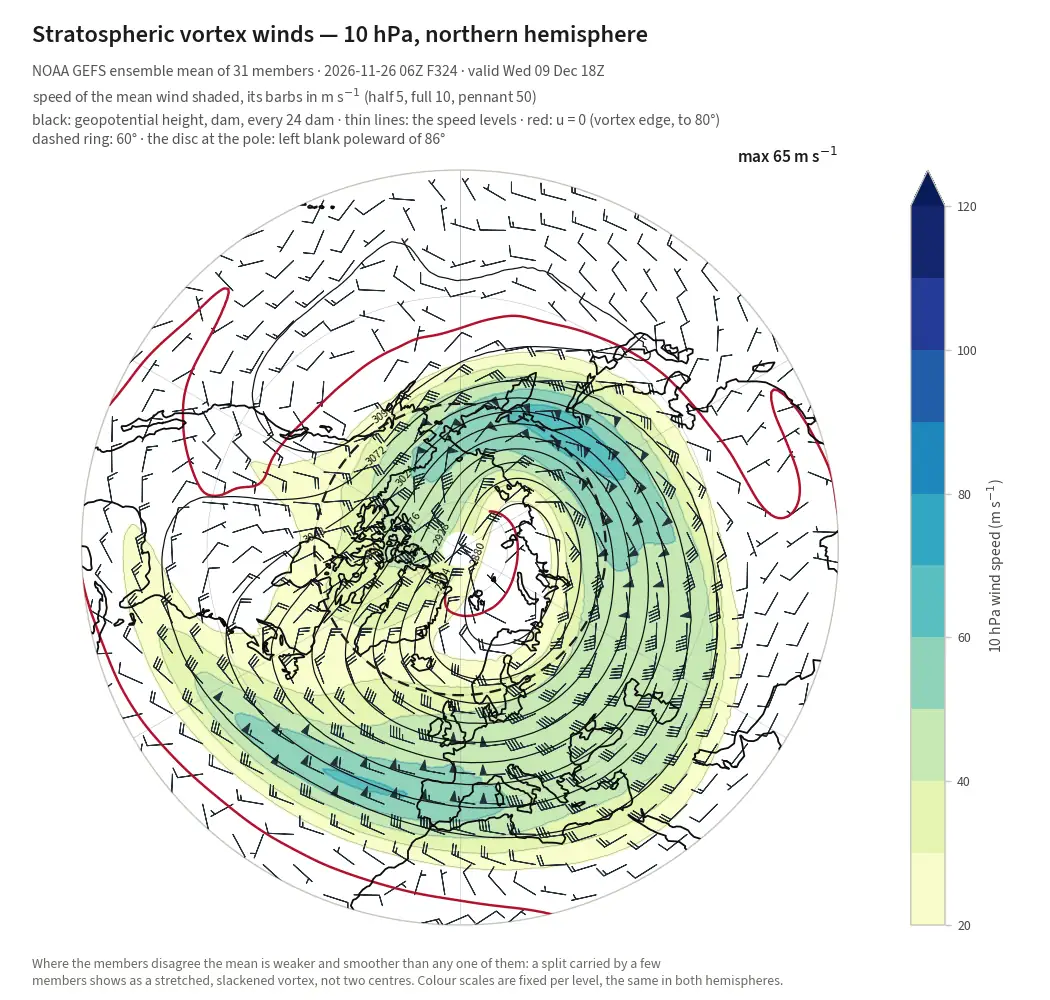 Stratospheric vortex winds — 10 hPa, northern hemisphere
NOAA GEFS ensemble mean of 31 members · 2026-11-26 06Z F324 · valid Wed 09 Dec 18Z
speed of the mean wind shaded, its barbs in m s⁻¹ (half 5, full 10, pennant 50)
black: geopotential height, dam, every 24 dam · thin lines: the speed levels · red: u = 0 (vortex edge, to 80°)
dashed ring: 60° · the disc at the pole: left blank poleward of 86°
max 65 m s⁻¹
120
100
80
60
40
20
10 hPa wind speed (m s⁻¹)
3072
2880
Where the members disagree the mean is weaker and smoother than any one of them: a split carried by a few
members shows as a stretched, slackened vortex, not two centres. Colour scales are fixed per level, the same in both hemispheres.